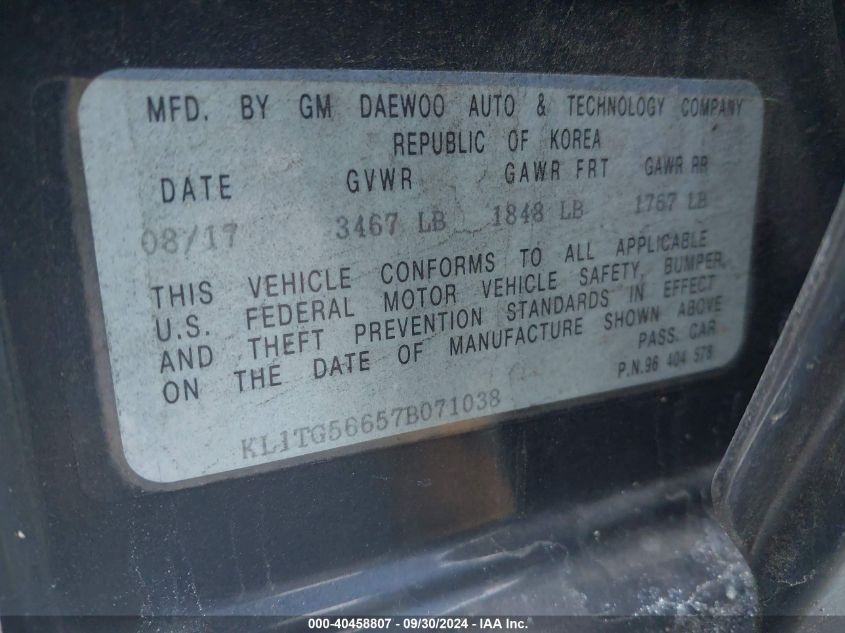 MFD. BY GM DAEWOO AUTO & TECHNOLOGY COMPANY
REPUBLIC OF KOREA
DATE GVWR GAWR FRT GAWR RR
08/17 3467 LB 1848 LB 1767 LB
THIS VEHICLE CONFORMS TO ALL APPLICABLE
U.S. FEDERAL MOTOR VEHICLE SAFETY, BUMPER,
AND THEFT PREVENTION STANDARDS IN EFFECT
ON THE DATE OF MANUFACTURE SHOWN ABOVE
PASS. CAR
P.N.96 404 578
KL1TG56657B071038
000-40458807 - 09/30/2024 - IAA Inc.